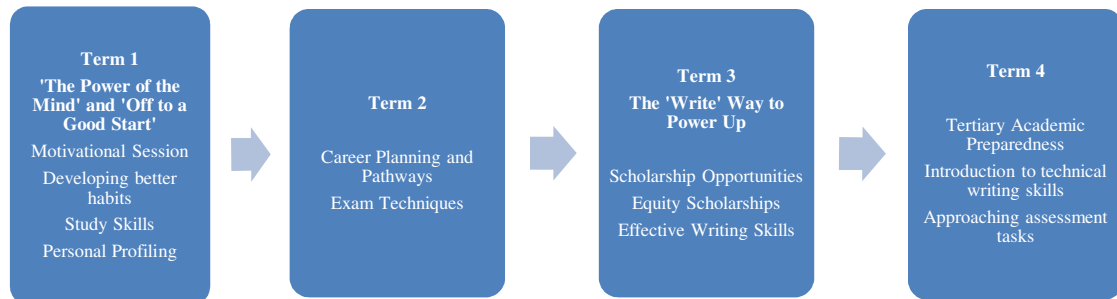 Term 1
'The Power of the
Mind' and 'Off to a
Good Start'
Motivational Session
Developing better
habits
Study Skills
Personal Profiling
Term 2
Career Planning and
Pathways
Exam Techniques
Term 3
The 'Write' Way to
Power Up
Scholarship Opportunities
Equity Scholarships
Effective Writing Skills
Term 4
Tertiary Academic
Preparedness
Introduction to technical
writing skills
Approaching assessment
tasks